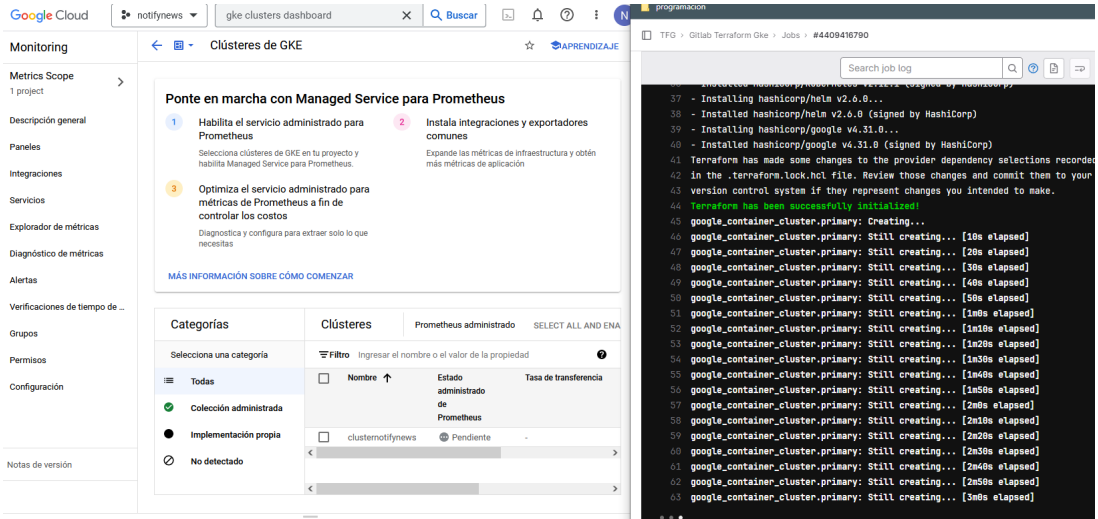 Google Cloud
notifynews
gke clusters dashboard
Buscar
N
Monitoring
Metrics Scope
1 project
Descripción general
Paneles
Integraciones
Servicios
Explorador de métricas
Diagnóstico de métricas
Alertas
Verificaciones de tiempo de ...
Grupos
Permisos
Configuración
Notas de versión
Clústeres de GKE
APRENDIZAJE
Ponte en marcha con Managed Service para Prometheus
1
Habilita el servicio administrado para
Prometheus
Selecciona clústeres de GKE en tu proyecto y
habilita Managed Service para Prometheus.
2
Instala integraciones y exportadores
comunes
Expande las métricas de infraestructura y obtén
más métricas de aplicación
3
Optimiza el servicio administrado para
métricas de Prometheus a fin de
controlar los costos
Diagnostica y configura para extraer solo lo que
necesitas
MÁS INFORMACIÓN SOBRE CÓMO COMENZAR
Categorías
Selecciona una categoría
Todas
Colección administrada
Implementación propia
No detectado
Clústeres
Prometheus administrado
SELECT ALL AND ENA
Filtro Ingresar el nombre o el valor de la propiedad
Nombre
Estado
administrado
de
Prometheus
Tasa de transferencia
clusternotifynews
Pendiente
-
programación
TFG > Gitlab Terraform Gke > Jobs > #4409416790
Search job log
37 - Installing hashicorp/helm v2.6.0...
38 - Installed hashicorp/helm v2.6.0 (signed by HashiCorp)
39 - Installing hashicorp/google v4.31.0...
40 - Installed hashicorp/google v4.31.0 (signed by HashiCorp)
41 Terraform has made some changes to the provider dependency selections recorded
42 in the .terraform.lock.hcl file. Review those changes and commit them to your
43 version control system if they represent changes you intended to make.
44 Terraform has been successfully initialized!
45 google_container_cluster.primary: Creating...
46 google_container_cluster.primary: Still creating... [10s elapsed]
47 google_container_cluster.primary: Still creating... [20s elapsed]
48 google_container_cluster.primary: Still creating... [30s elapsed]
49 google_container_cluster.primary: Still creating... [40s elapsed]
50 google_container_cluster.primary: Still creating... [50s elapsed]
51 google_container_cluster.primary: Still creating... [1m0s elapsed]
52 google_container_cluster.primary: Still creating... [1m10s elapsed]
53 google_container_cluster.primary: Still creating... [1m20s elapsed]
54 google_container_cluster.primary: Still creating... [1m30s elapsed]
55 google_container_cluster.primary: Still creating... [1m40s elapsed]
56 google_container_cluster.primary: Still creating... [1m50s elapsed]
57 google_container_cluster.primary: Still creating... [2m0s elapsed]
58 google_container_cluster.primary: Still creating... [2m10s elapsed]
59 google_container_cluster.primary: Still creating... [2m20s elapsed]
60 google_container_cluster.primary: Still creating... [2m30s elapsed]
61 google_container_cluster.primary: Still creating... [2m40s elapsed]
62 google_container_cluster.primary: Still creating... [2m50s elapsed]
63 google_container_cluster.primary: Still creating... [3m0s elapsed]